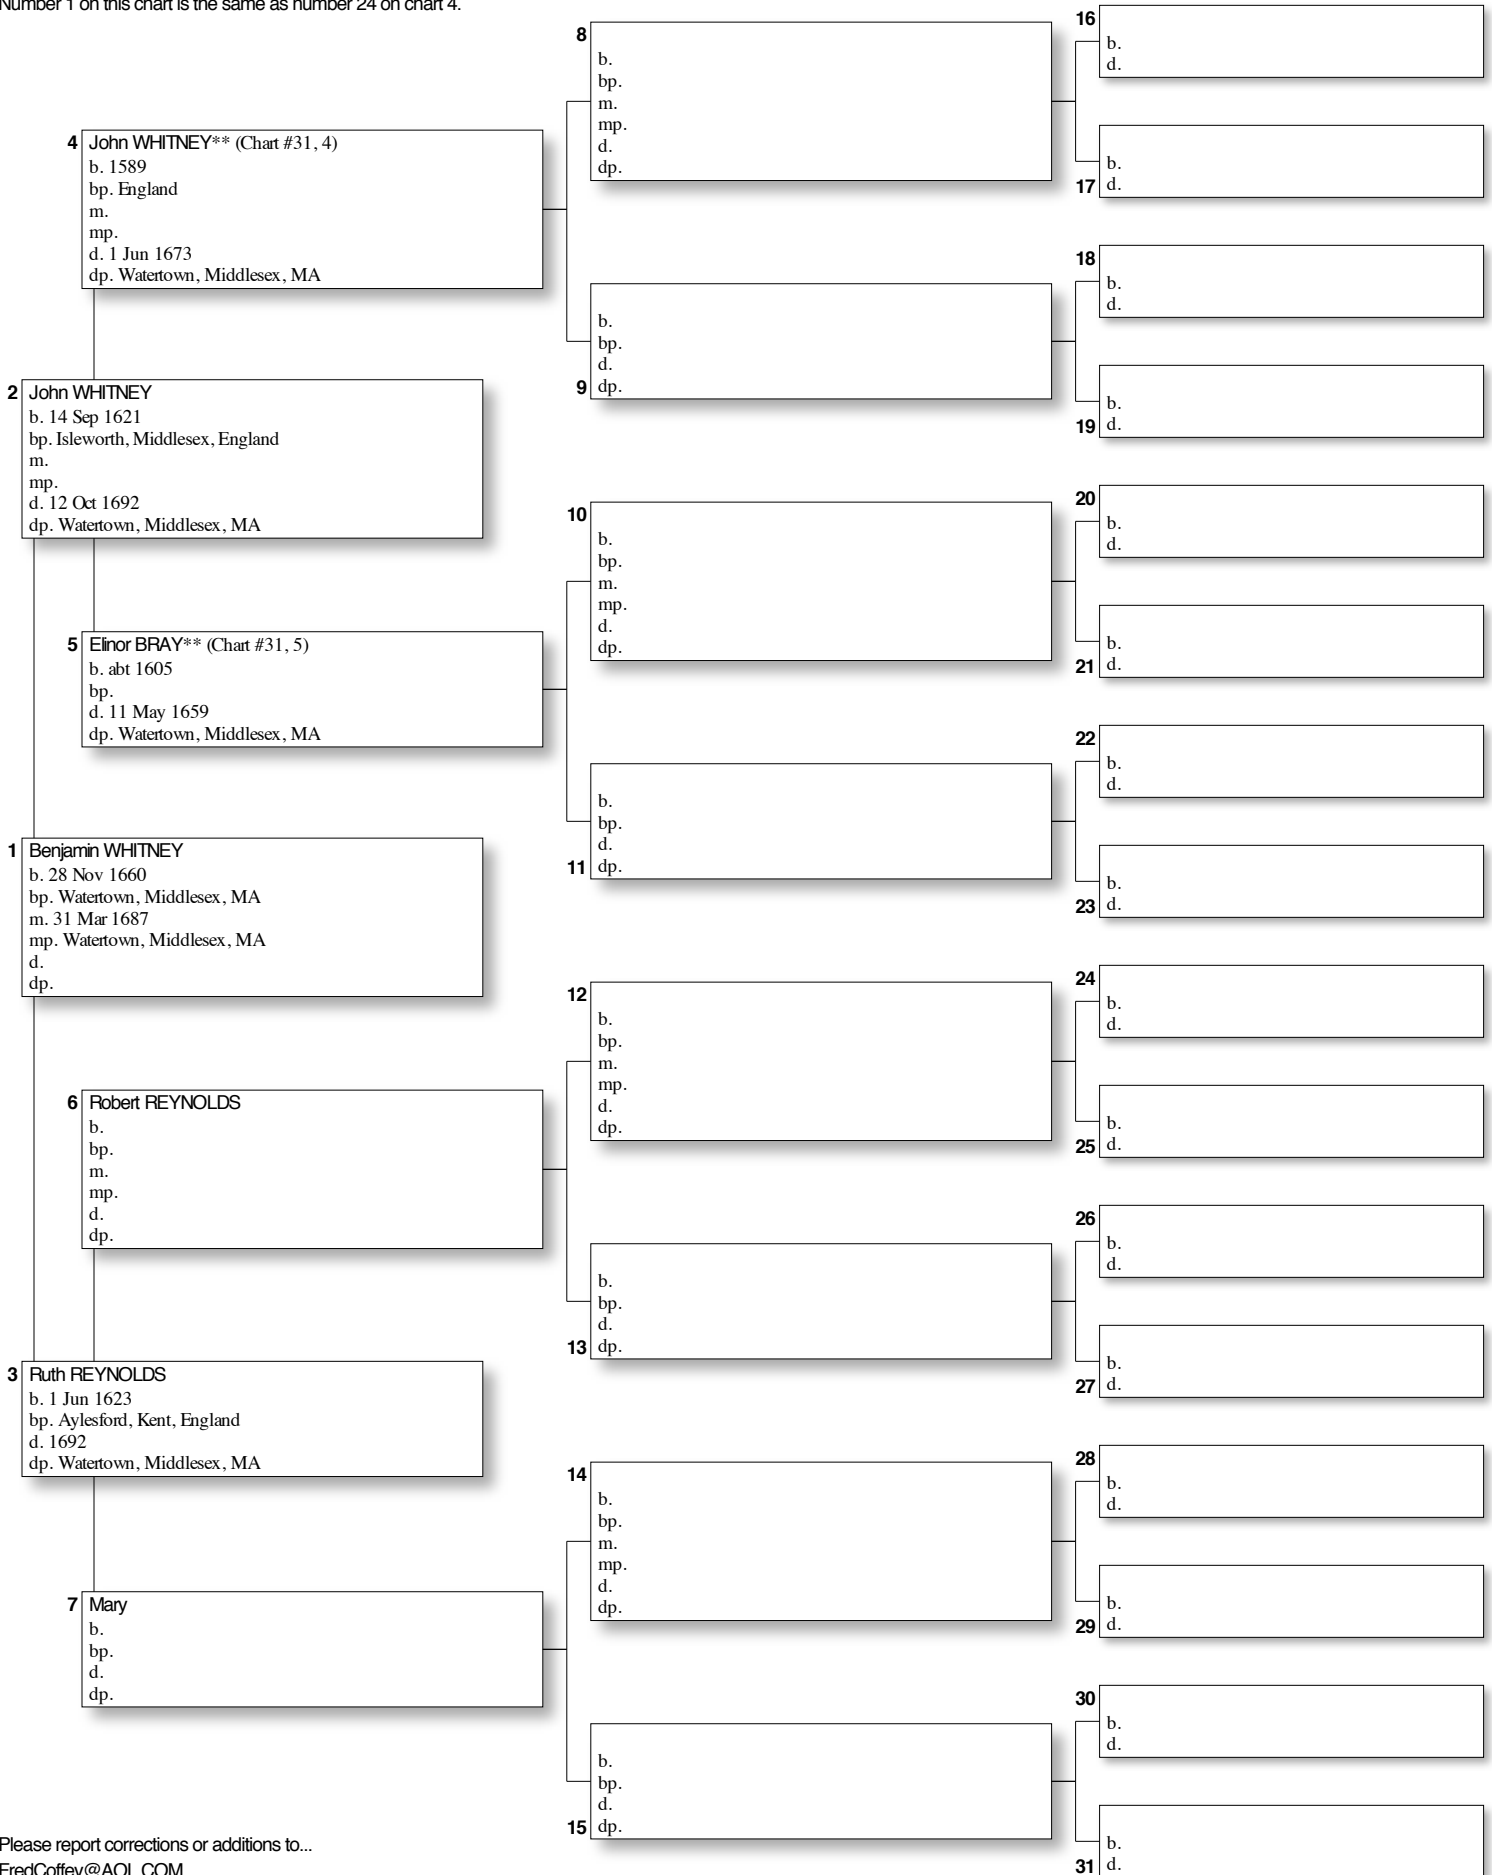 Number 1 on this chart is the same as number 24 on chart 4.
1 Benjamin WHITNEY
b. 28 Nov 1660
bp. Watertown, Middlesex, MA
m. 31 Mar 1687
mp. Watertown, Middlesex, MA
d.
dp.
2 John WHITNEY
b. 14 Sep 1621
bp. Isleworth, Middlesex, England
m.
mp.
d. 12 Oct 1692
dp. Watertown, Middlesex, MA
3 Ruth REYNOLDS
b. 1 Jun 1623
bp. Aylesford, Kent, England
d. 1692
dp. Watertown, Middlesex, MA
4 John WHITNEY** (Chart #31, 4)
b. 1589
bp. England
m.
mp.
d. 1 Jun 1673
dp. Watertown, Middlesex, MA
5 Elinor BRAY** (Chart #31, 5)
b. abt 1605
bp.
d. 11 May 1659
dp. Watertown, Middlesex, MA
6 Robert REYNOLDS
b.
bp.
m.
mp.
d.
dp.
7 Mary
b.
bp.
d.
dp.
8
b.
bp.
m.
mp.
d.
dp.
b.
bp.
d.
9 dp.
10
b.
bp.
m.
mp.
d.
dp.
b.
bp.
d.
11 dp.
12
b.
bp.
m.
mp.
d.
dp.
b.
bp.
d.
13 dp.
14
b.
bp.
m.
mp.
d.
dp.
b.
bp.
d.
15 dp.
16
b.
d.
b.
17 d.
18
b.
d.
b.
19 d.
20
b.
d.
b.
21 d.
22
b.
d.
b.
23 d.
24
b.
d.
b.
25 d.
26
b.
d.
b.
27 d.
28
b.
d.
b.
29 d.
30
b.
d.
b.
31 d.
Please report corrections or additions to...
FredCoffey@AOL.COM